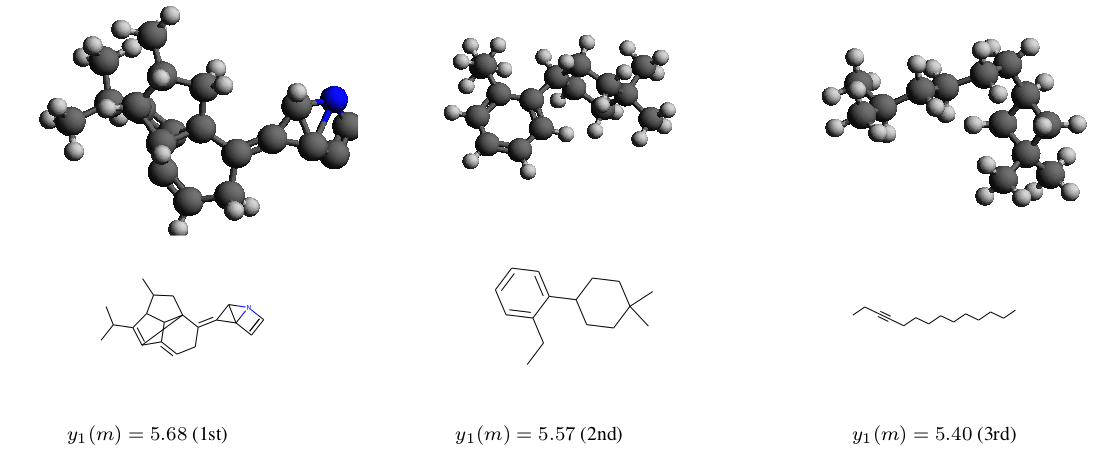 N
y₁(m) = 5.68 (1st)
y₁(m) = 5.57 (2nd)
y₁(m) = 5.40 (3rd)